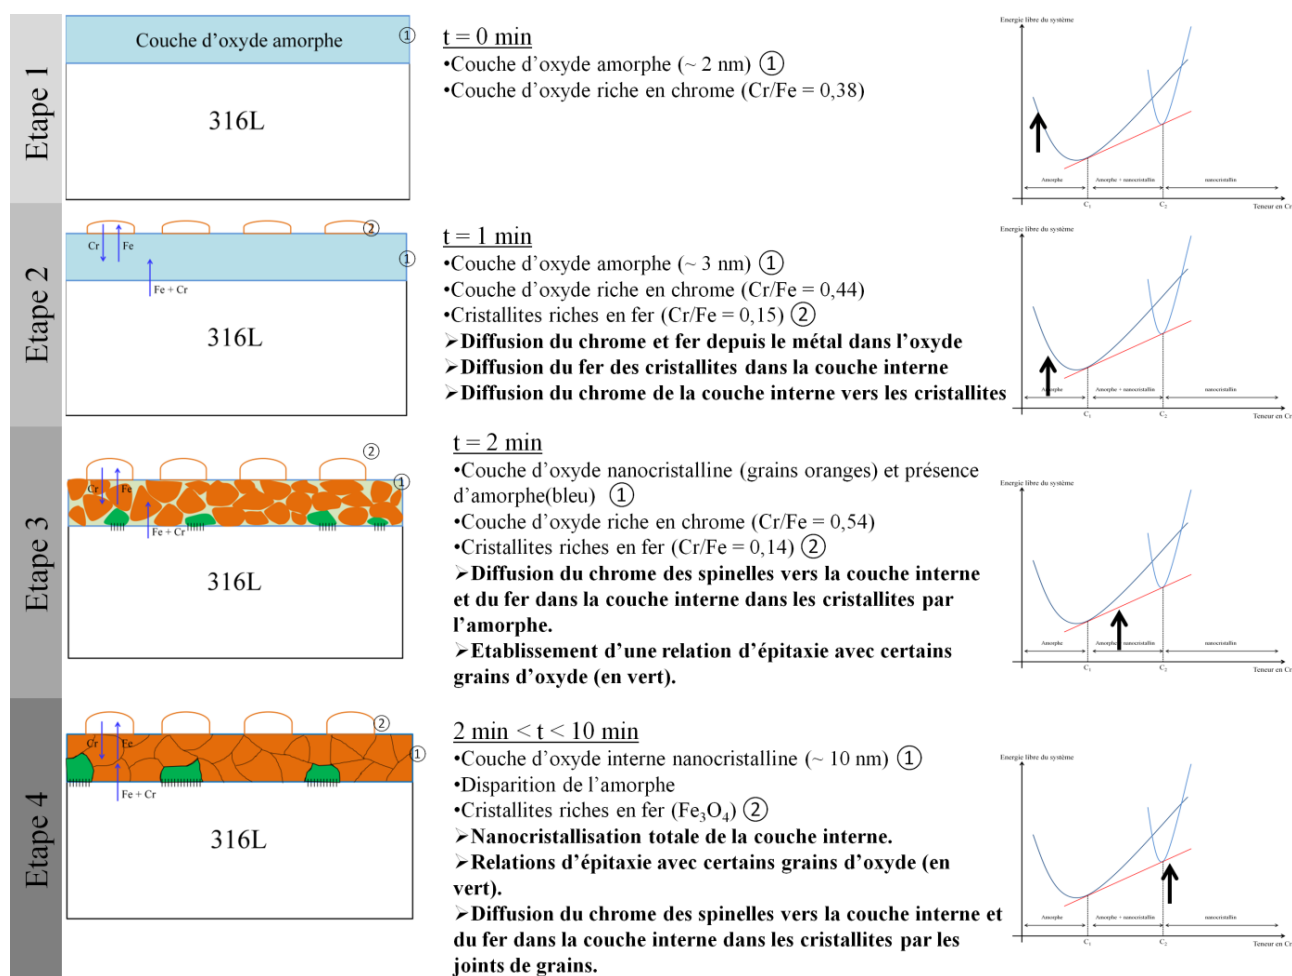 Etape 1
Couche d'oxyde amorphe
①
316L
t = 0 min
•Couche d'oxyde amorphe (~ 2 nm) ①
•Couche d'oxyde riche en chrome (Cr/Fe = 0,38)
Energie libre du système
Amorphe
Amorphe + nanocristallin
nanocristallin
C1
C2
Teneur en Cr
Etape 2
②
Cr
Fe
①
Fe + Cr
316L
t = 1 min
•Couche d'oxyde amorphe (~ 3 nm) ①
•Couche d'oxyde riche en chrome (Cr/Fe = 0,44)
•Cristallites riches en fer (Cr/Fe = 0,15) ②
➢Diffusion du chrome et fer depuis le métal dans l'oxyde
➢Diffusion du fer des cristallites dans la couche interne
➢Diffusion du chrome de la couche interne vers les cristallites
Energie libre du système
Amorphe
Amorphe + nanocristallin
nanocristallin
C1
C2
Teneur en Cr
Etape 3
②
①
Cr
Fe
Fe + Cr
316L
t = 2 min
•Couche d'oxyde nanocristalline (grains oranges) et présence
d'amorphe(bleu) ①
•Couche d'oxyde riche en chrome (Cr/Fe = 0,54)
•Cristallites riches en fer (Cr/Fe = 0,14) ②
➢Diffusion du chrome des spinelles vers la couche interne
et du fer dans la couche interne dans les cristallites par
l'amorphe.
➢Etablissement d'une relation d'épitaxie avec certains
grains d'oxyde (en vert).
Energie libre du système
Amorphe
Amorphe + nanocristallin
nanocristallin
C1
C2
Teneur en Cr
Etape 4
②
Cr
Fe
①
Fe + Cr
316L
2 min < t < 10 min
•Couche d'oxyde interne nanocristalline (~ 10 nm) ①
•Disparition de l'amorphe
•Cristallites riches en fer (Fe3O4) ②
➢Nanocristallisation totale de la couche interne.
➢Relations d'épitaxie avec certains grains d'oxyde (en
vert).
➢Diffusion du chrome des spinelles vers la couche interne et
du fer dans la couche interne dans les cristallites par les
joints de grains.
Energie libre du système
Amorphe
Amorphe + nanocristallin
nanocristallin
C1
C2
Teneur en Cr